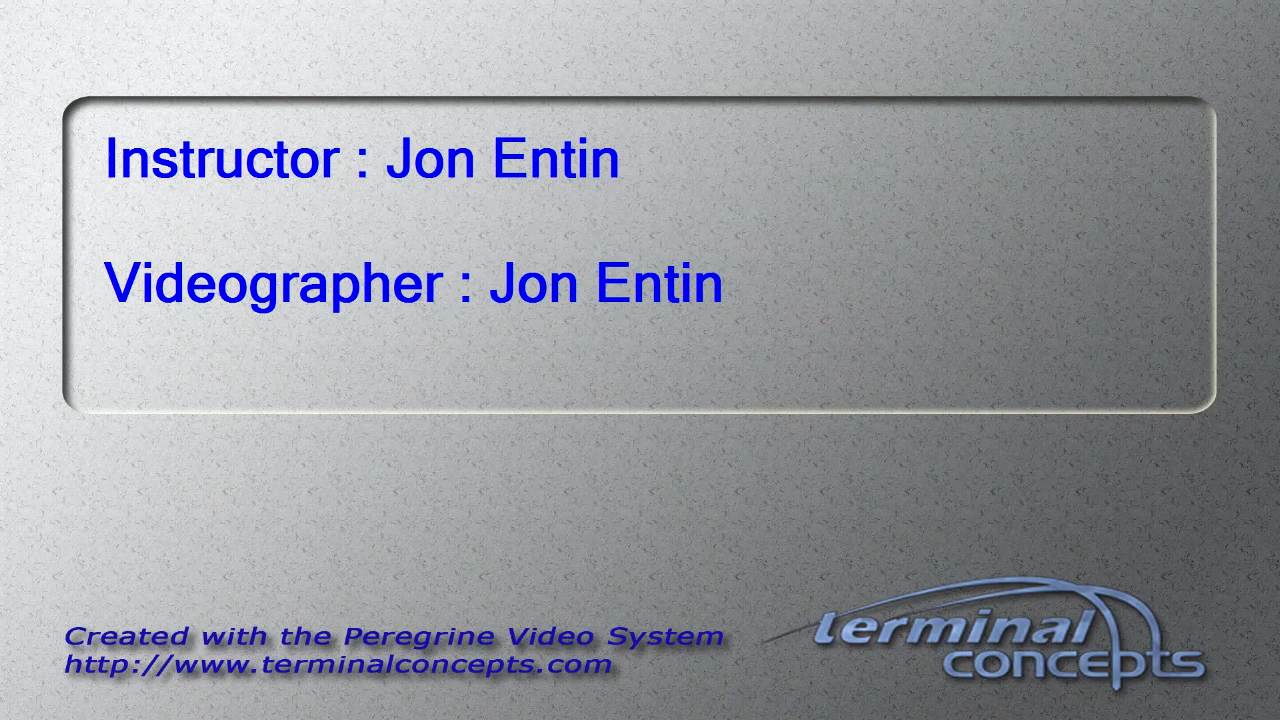 Instructor : Jon Entin
Videographer : Jon Entin
Created with the Peregrine Video System
http://www.terminalconcepts.com
terminal
concepts